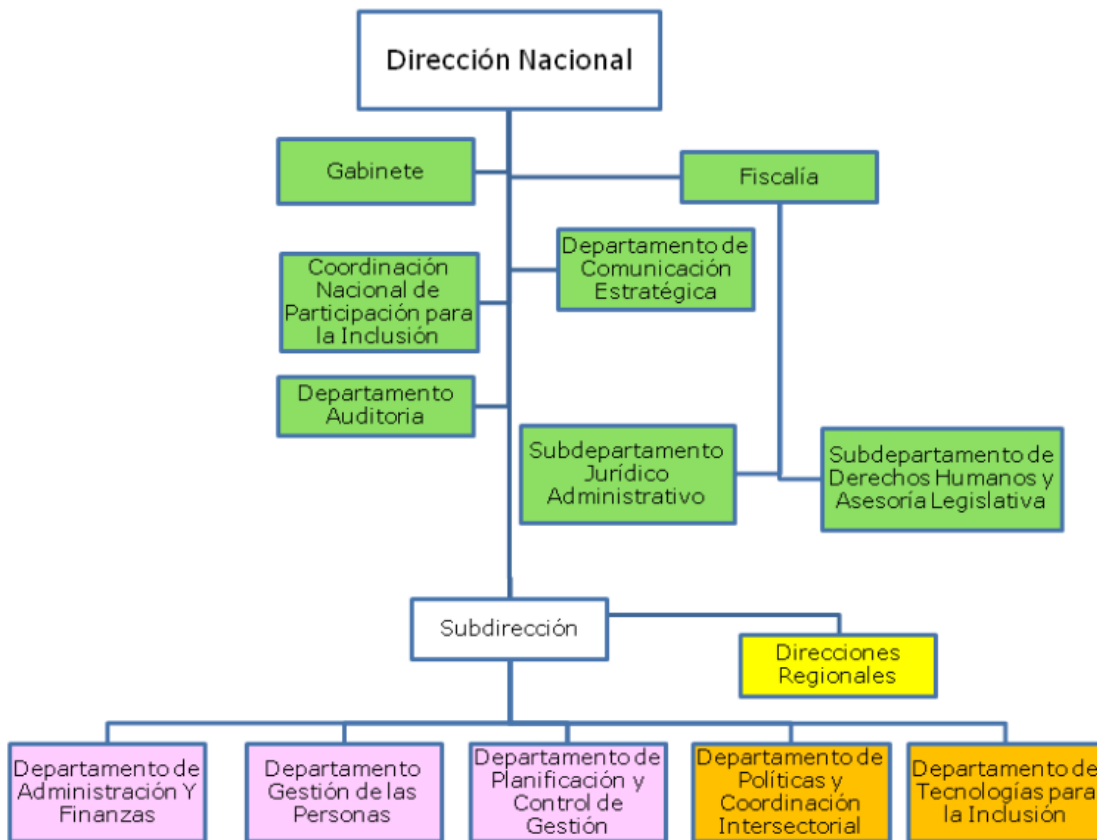 Dirección Nacional
Gabinete
Fiscalía
Departamento de
Comunicación
Estratégica
Coordinación
Nacional de
Participación para
la Inclusión
Departamento
Auditoria
Subdepartamento
Jurídico
Administrativo
Subdepartamento de
Derechos Humanos y
Asesoría Legislativa
Subdirección
Direcciones
Regionales
Departamento de
Administración Y
Finanzas
Departamento
Gestión de las
Personas
Departamento de
Planificación y
Control de
Gestión
Departamento de
Políticas y
Coordinación
Intersectorial
Departamento de
Tecnologías para
la Inclusión